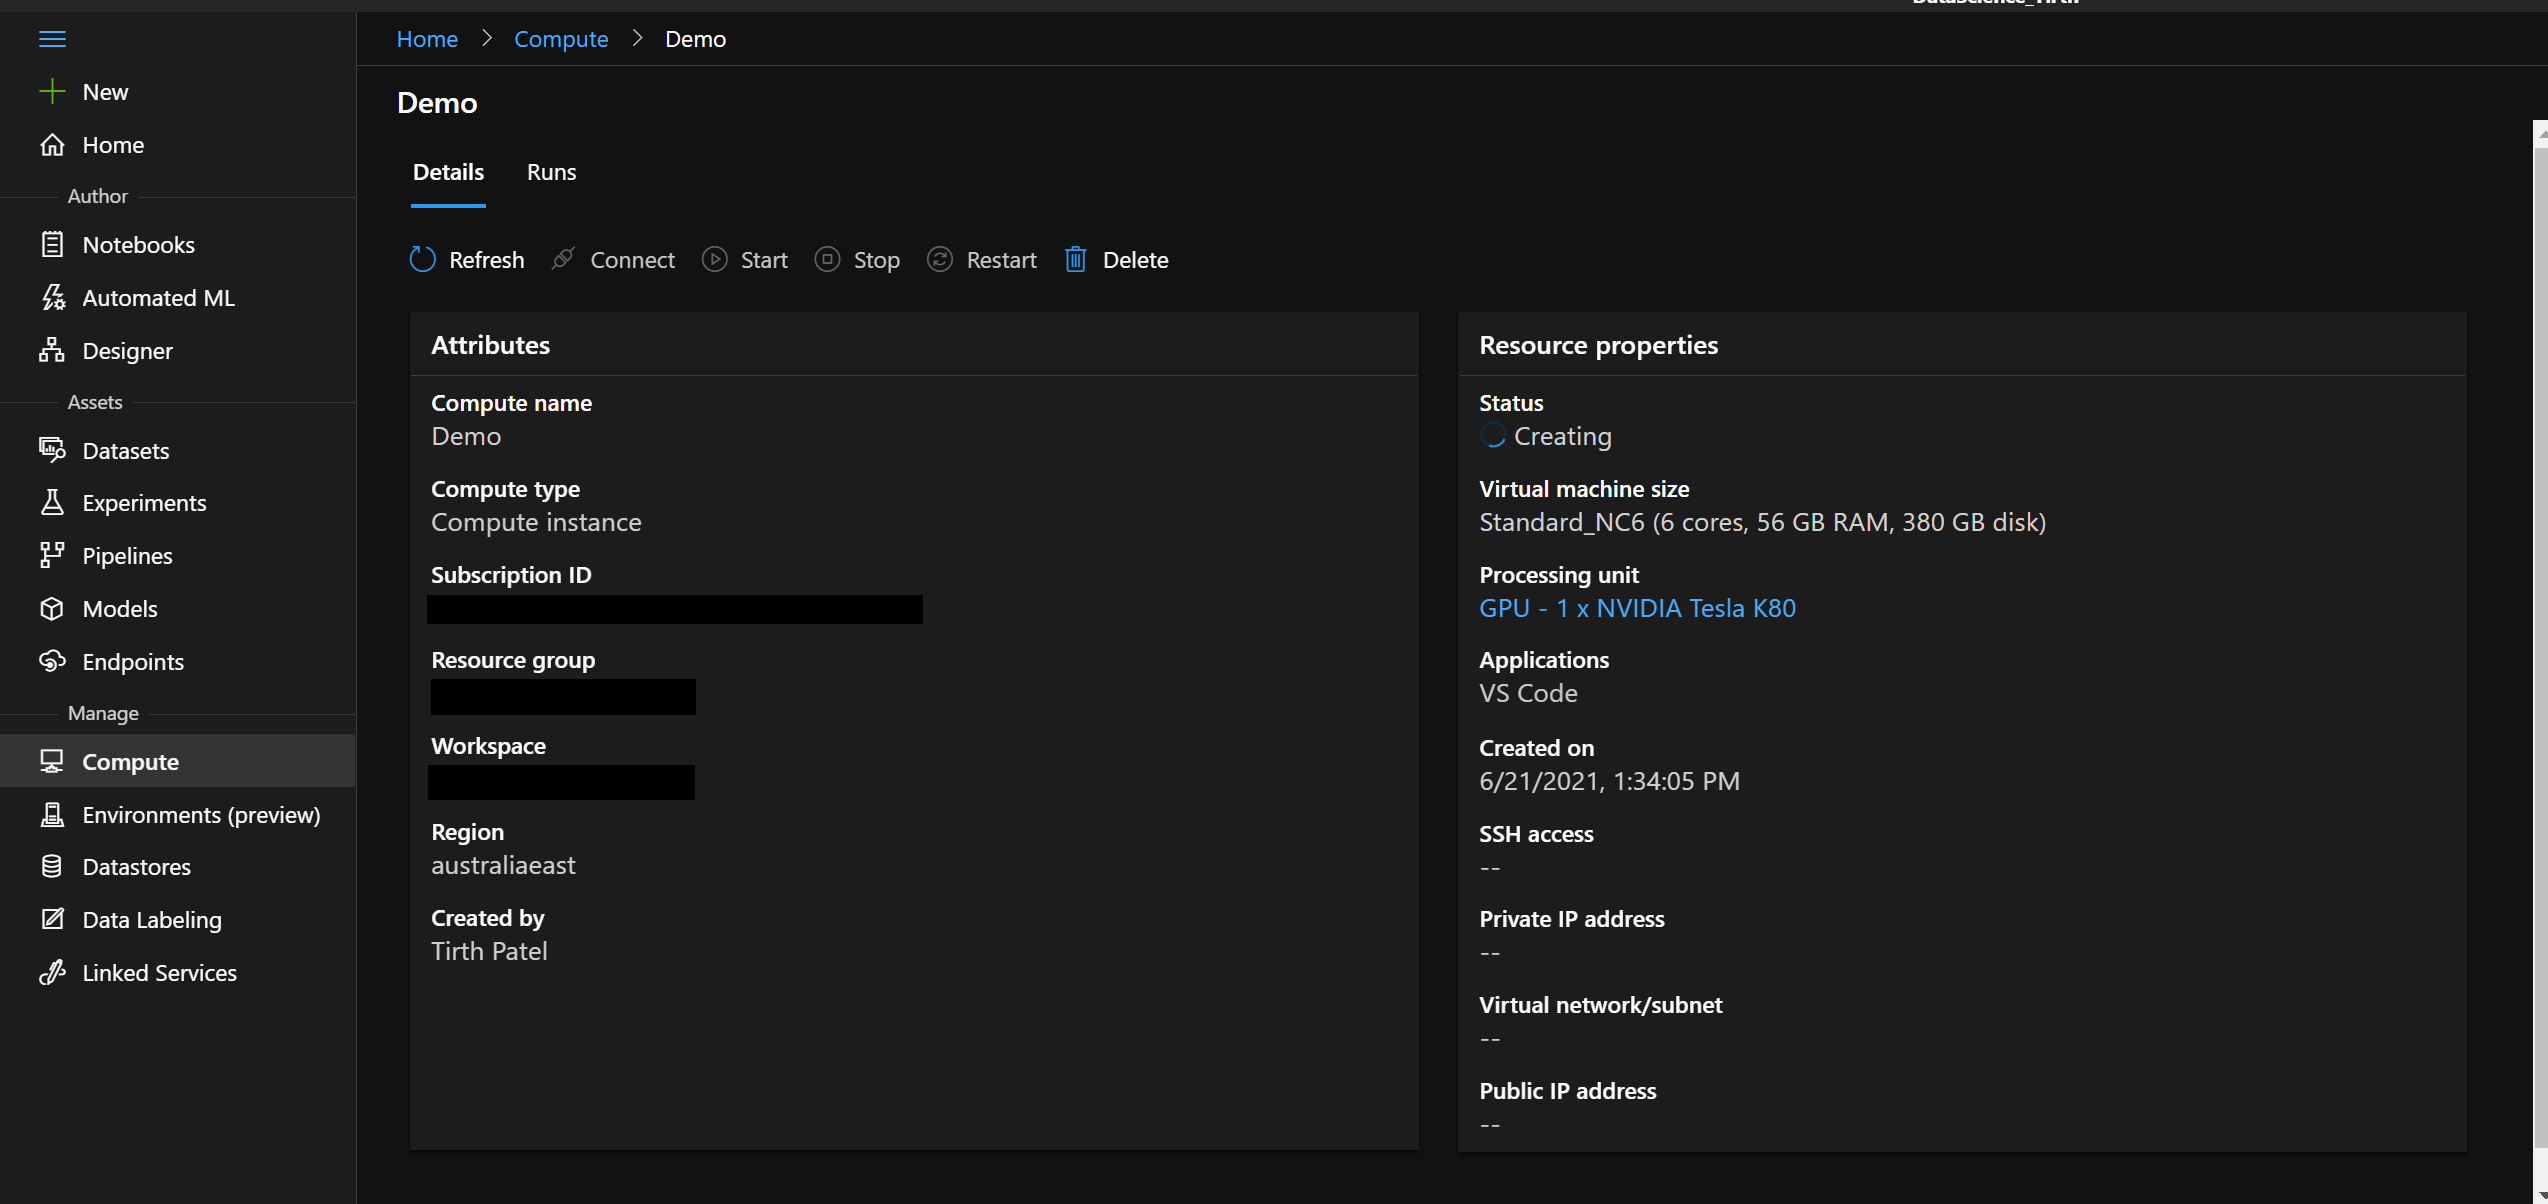 Home > Compute > Demo
New
Home
Author
Notebooks
Automated ML
Designer
Assets
Datasets
Experiments
Pipelines
Models
Endpoints
Manage
Compute
Environments (preview)
Datastores
Data Labeling
Linked Services
Demo
Details Runs
Refresh Connect Start Stop Restart Delete
Attributes
Compute name
Demo
Compute type
Compute instance
Subscription ID
Resource group
Workspace
Region
australiaeast
Created by
Tirth Patel
Resource properties
Status
Creating
Virtual machine size
Standard_NC6 (6 cores, 56 GB RAM, 380 GB disk)
Processing unit
GPU - 1 x NVIDIA Tesla K80
Applications
VS Code
Created on
6/21/2021, 1:34:05 PM
SSH access
--
Private IP address
--
Virtual network/subnet
--
Public IP address
--